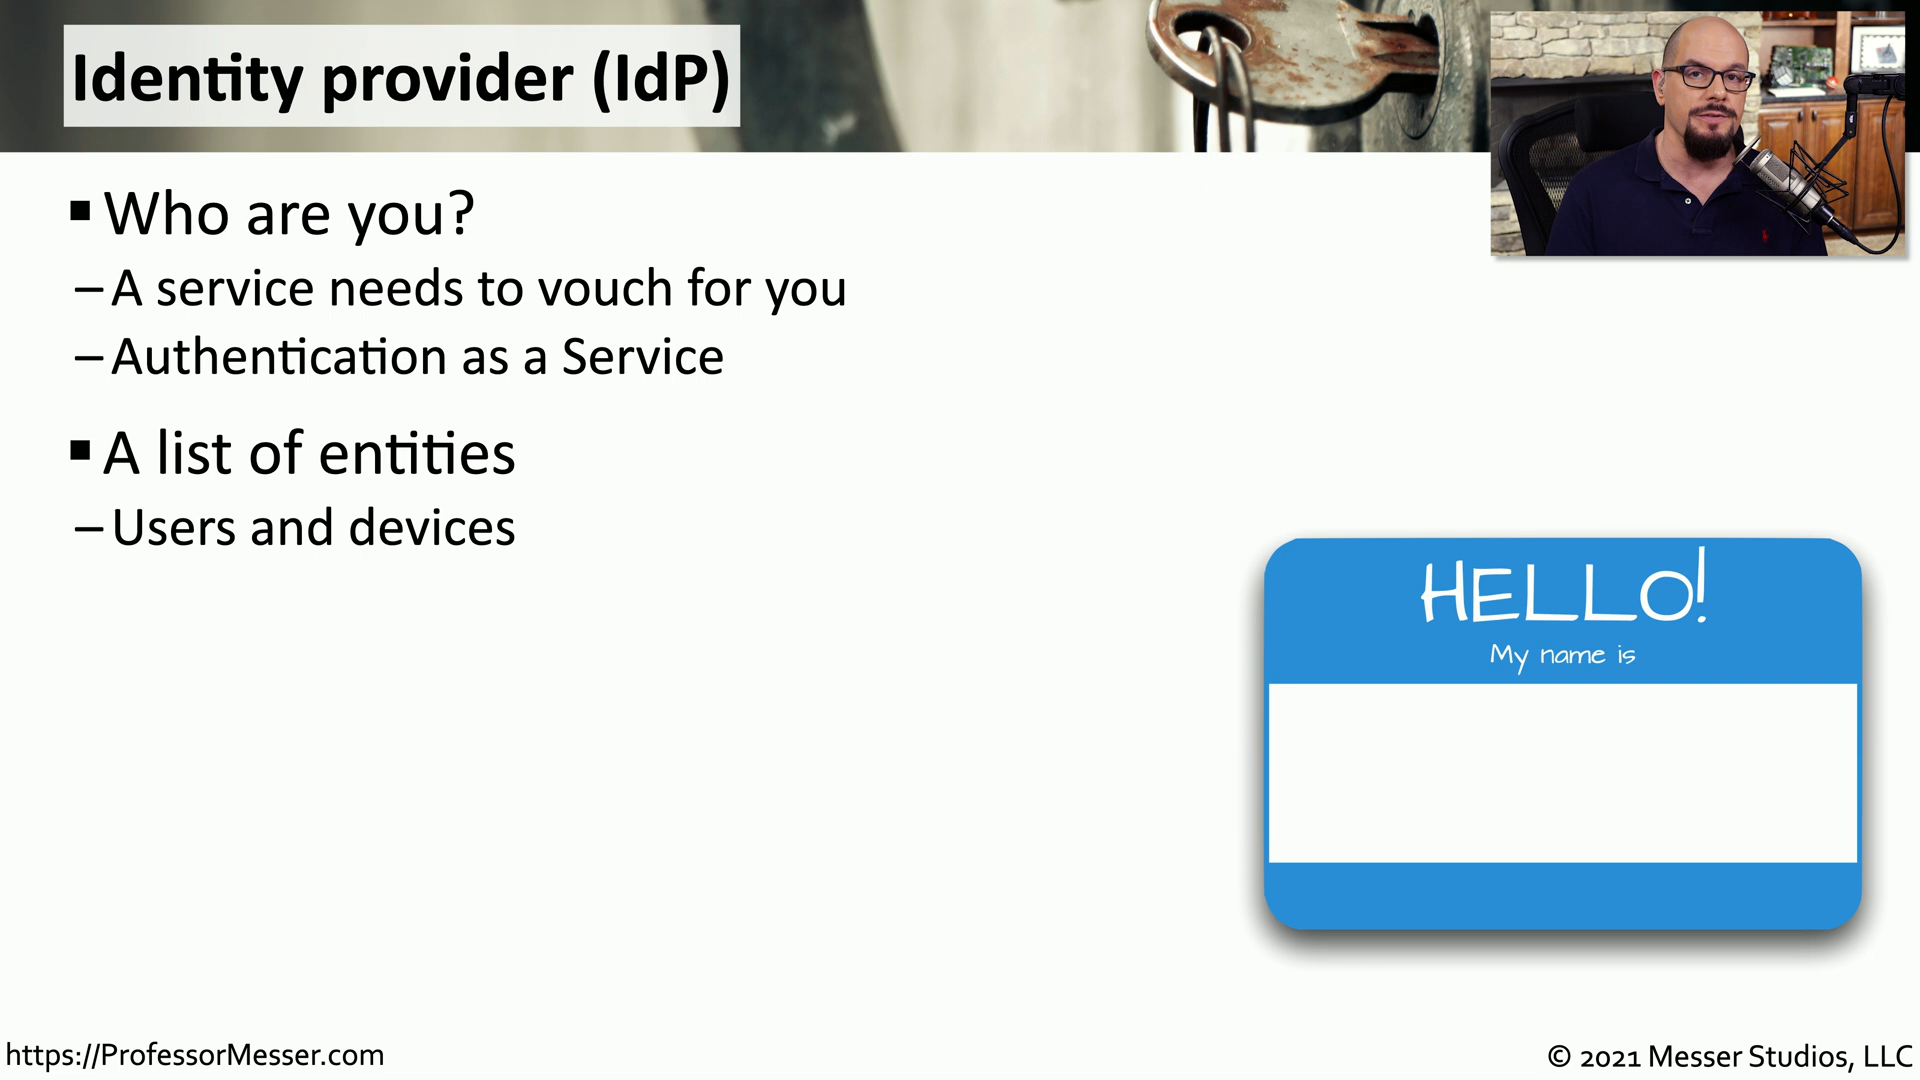 Identity provider (IdP)
▪ Who are you?
– A service needs to vouch for you
– Authentication as a Service
▪ A list of entities
– Users and devices
HELLO!
My name is
https://ProfessorMesser.com
© 2021 Messer Studios, LLC